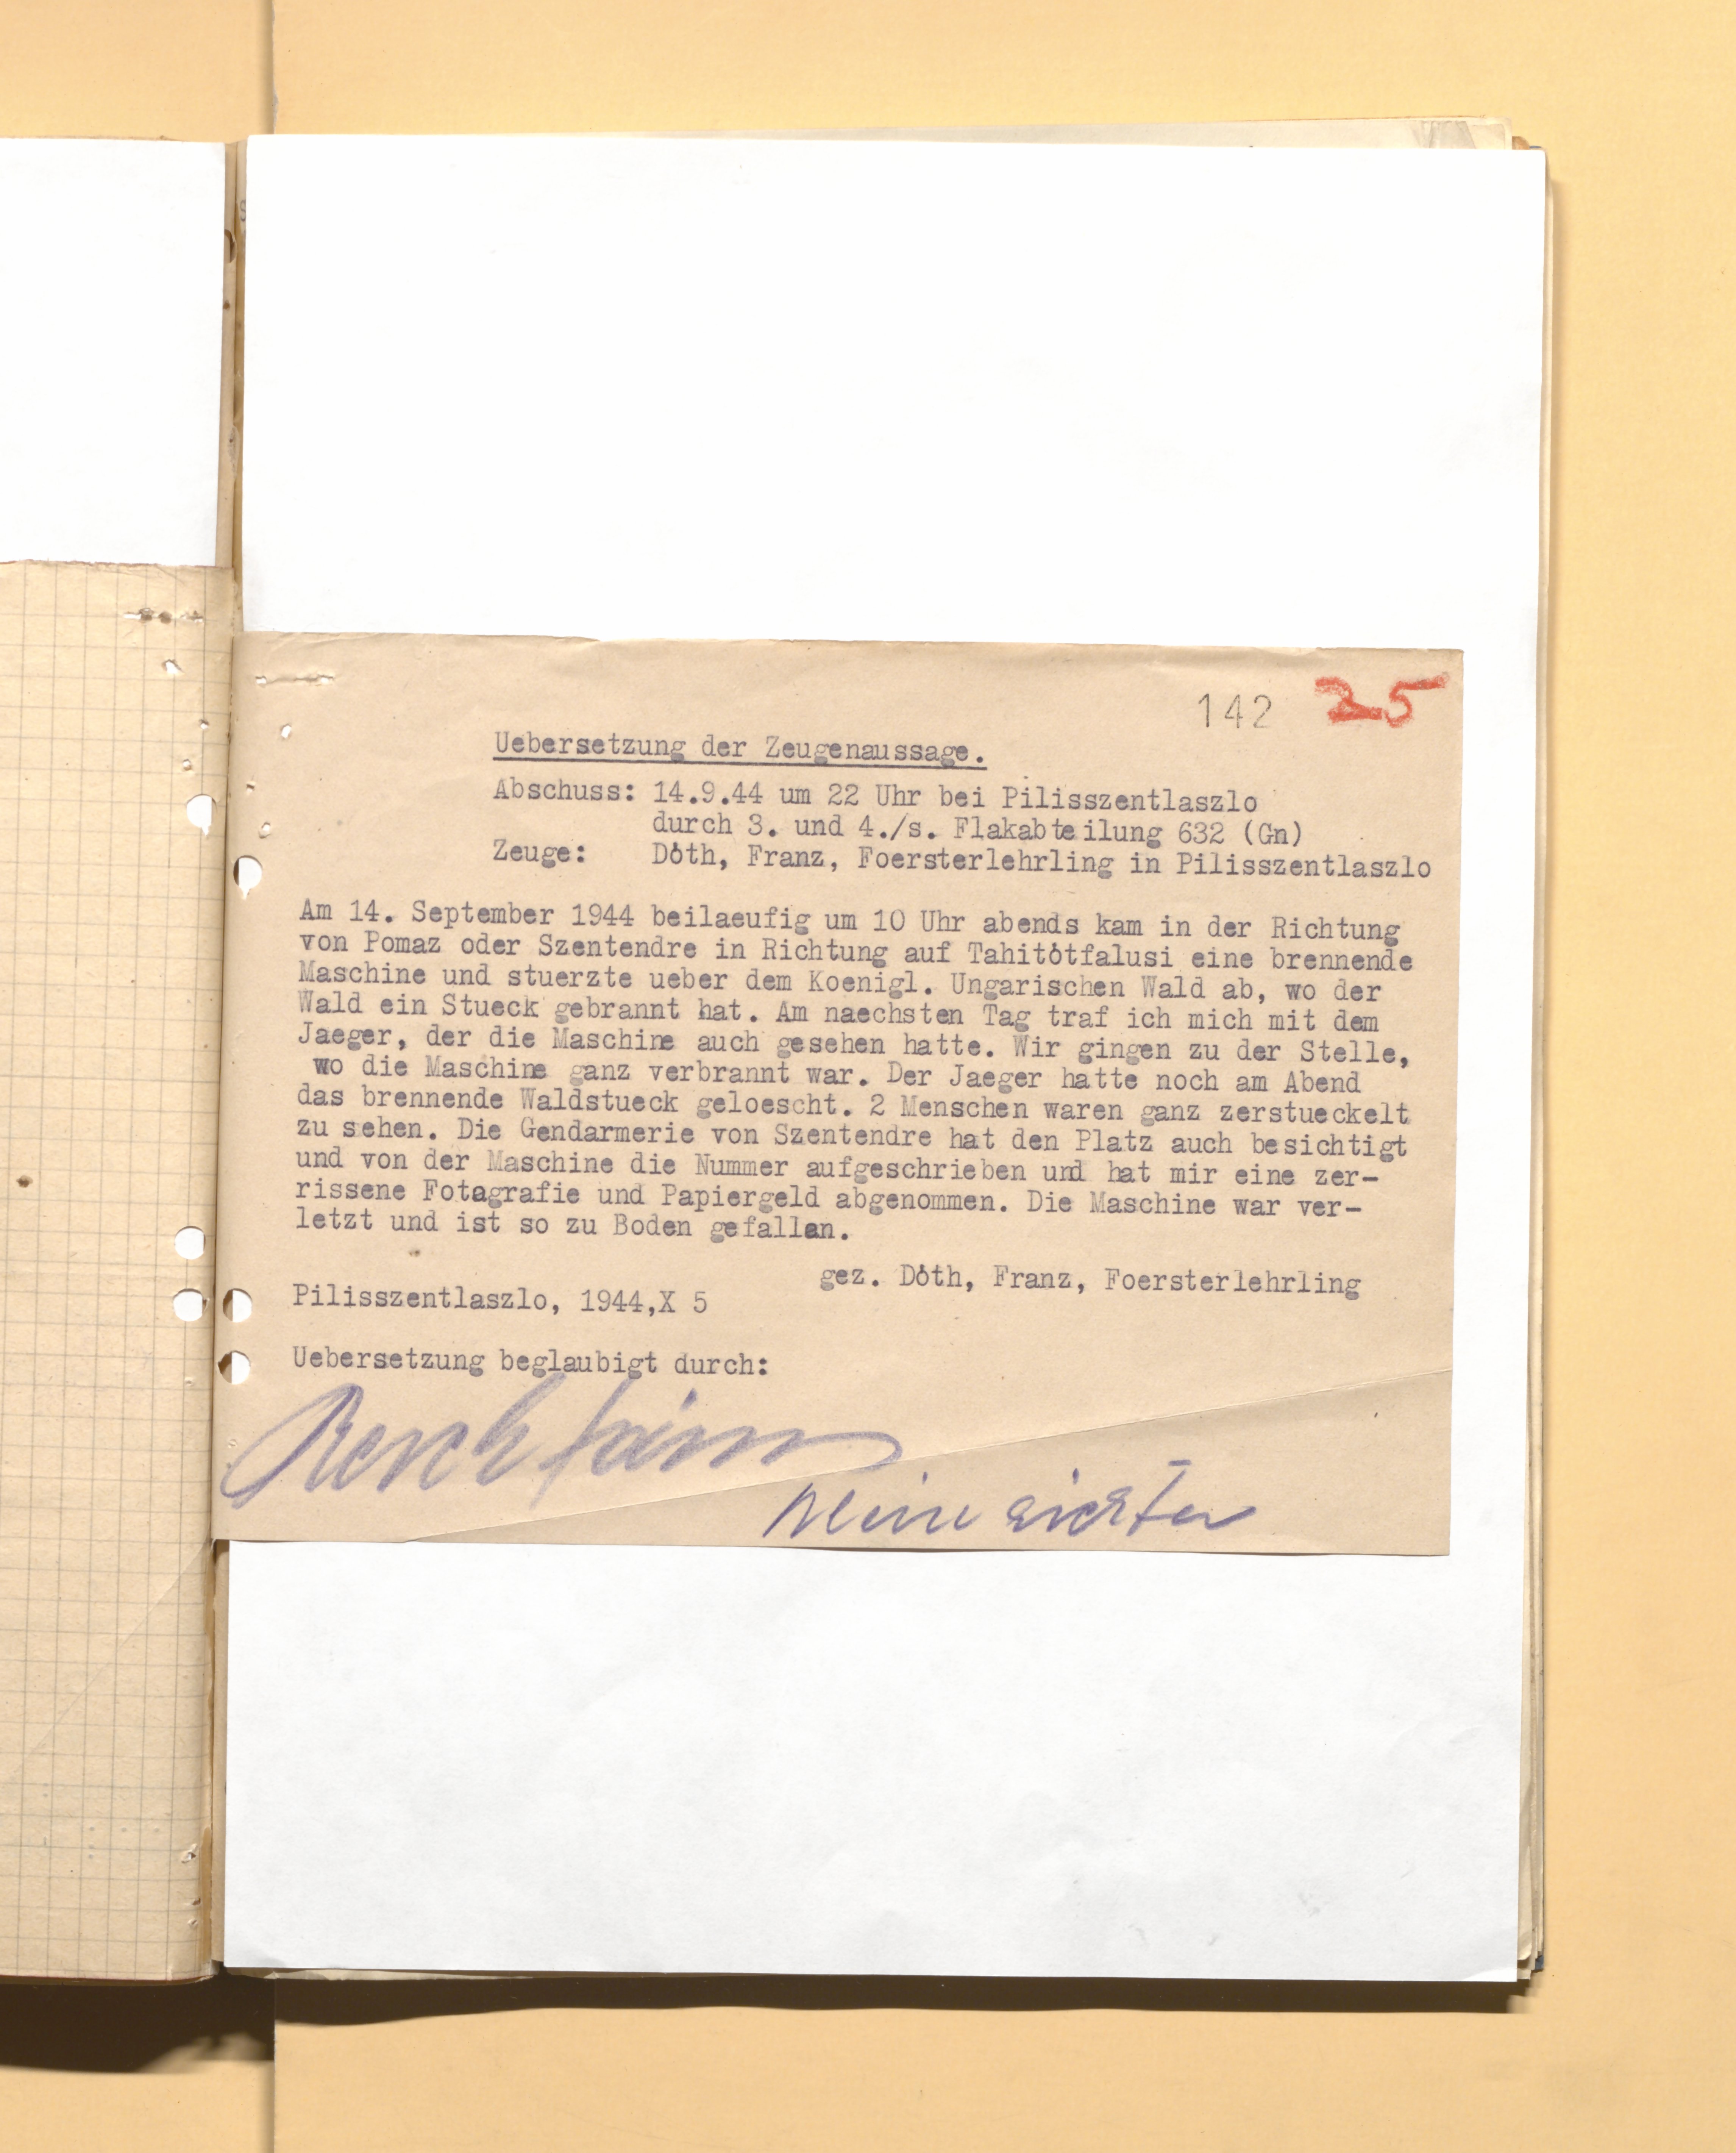 142 25
Uebersetzung der Zeugenaussage.
Abschuss: 14.9.44 um 22 Uhr bei Pilisszentlaszlo
durch 3. und 4./s. Flakabteilung 632 (Gn)
Zeuge: Dóth, Franz, Foersterlehrling in Pilisszentlaszlo
Am 14. September 1944 beilaeufig um 10 Uhr abends kam in der Richtung
von Pomaz oder Szentendre in Richtung auf Tahitótfalusi eine brennende
Maschine und stuerzte ueber dem Koenigl. Ungarischen Wald ab, wo der
Wald ein Stueck gebrannt hat. Am naechsten Tag traf ich mich mit dem
Jaeger, der die Maschine auch gesehen hatte. Wir gingen zu der Stelle,
wo die Maschine ganz verbrannt war. Der Jaeger hatte noch am Abend
das brennende Waldstueck geloescht. 2 Menschen waren ganz zerstueckelt
zu sehen. Die Gendarmerie von Szentendre hat den Platz auch besichtigt
und von der Maschine die Nummer aufgeschrieben und hat mir eine zer-
rissene Fotagrafie und Papiergeld abgenommen. Die Maschine war ver-
letzt und ist so zu Boden gefallen.
gez. Dóth, Franz, Foersterlehrling
Pilisszentlaszlo, 1944,X 5
Uebersetzung beglaubigt durch: